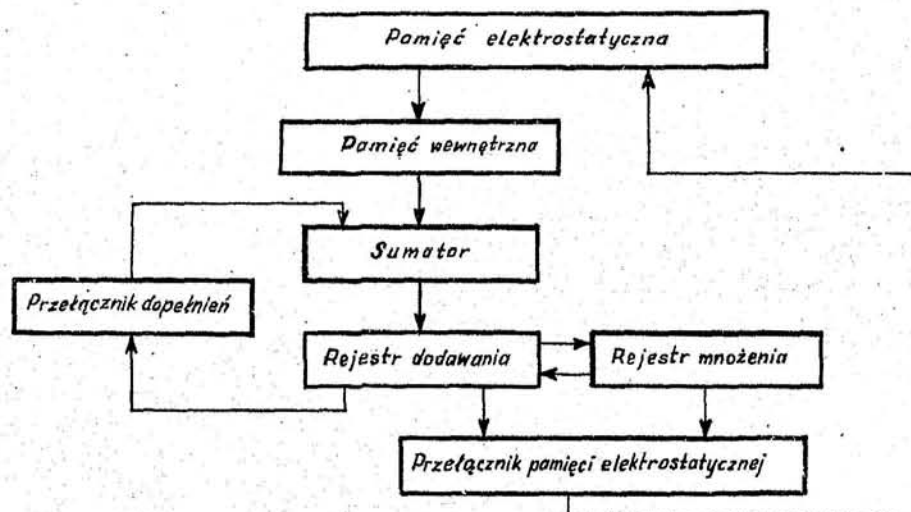 Pamięć elektrostatyczna
Pamięć wewnętrzna
Sumator
Przełącznik dopełnień
Rejestr dodawania
Rejestr mnożenia
Przełącznik pamięci elektrostatycznej